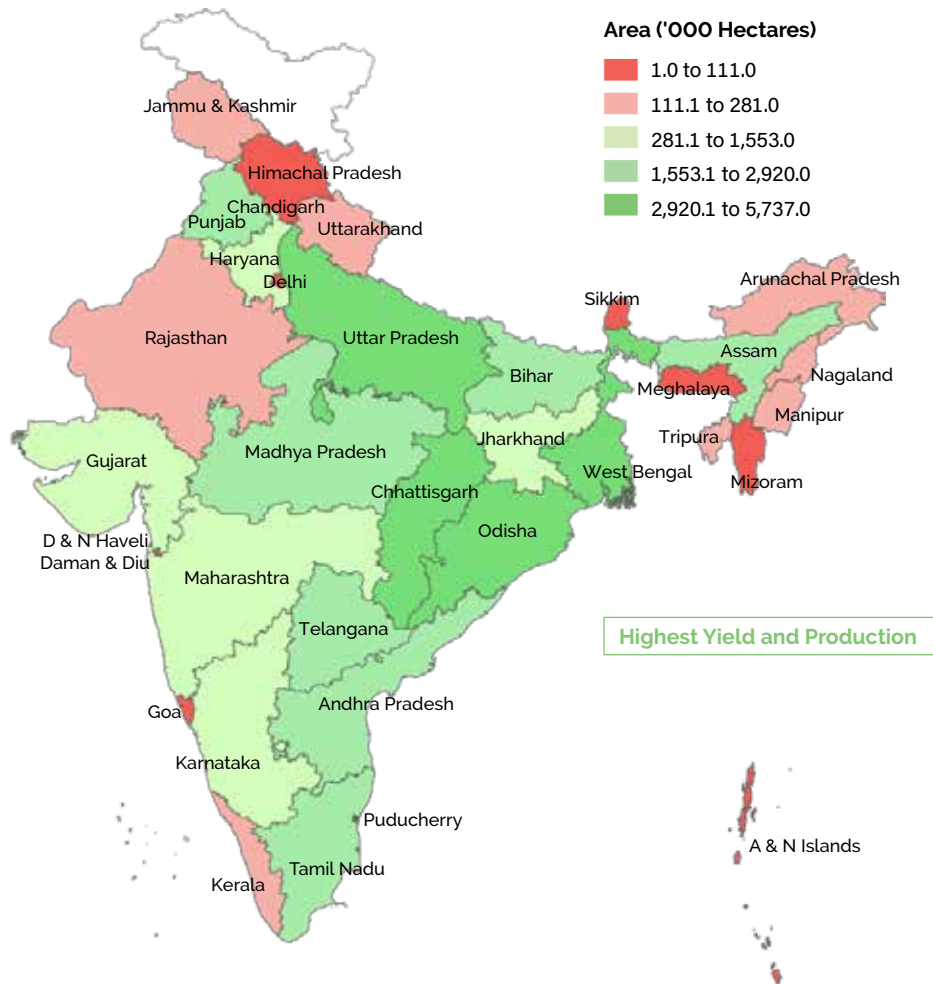 Area ('000 Hectares)
1.0 to 111.0
111.1 to 281.0
281.1 to 1,553.0
1,553.1 to 2,920.0
2,920.1 to 5,737.0
Jammu & Kashmir
Himachal Pradesh
Chandigarh
Punjab
Uttarakhand
Haryana
Delhi
Arunachal Pradesh
Sikkim
Rajasthan
Uttar Pradesh
Assam
Bihar
Nagaland
Meghalaya
Manipur
Jharkhand
Tripura
Madhya Pradesh
Gujarat
West Bengal
Mizoram
Chhattisgarh
Odisha
D & N Haveli
Daman & Diu
Maharashtra
Telangana
Highest Yield and Production
Andhra Pradesh
Goa
Karnataka
Puducherry
A & N Islands
Tamil Nadu
Kerala